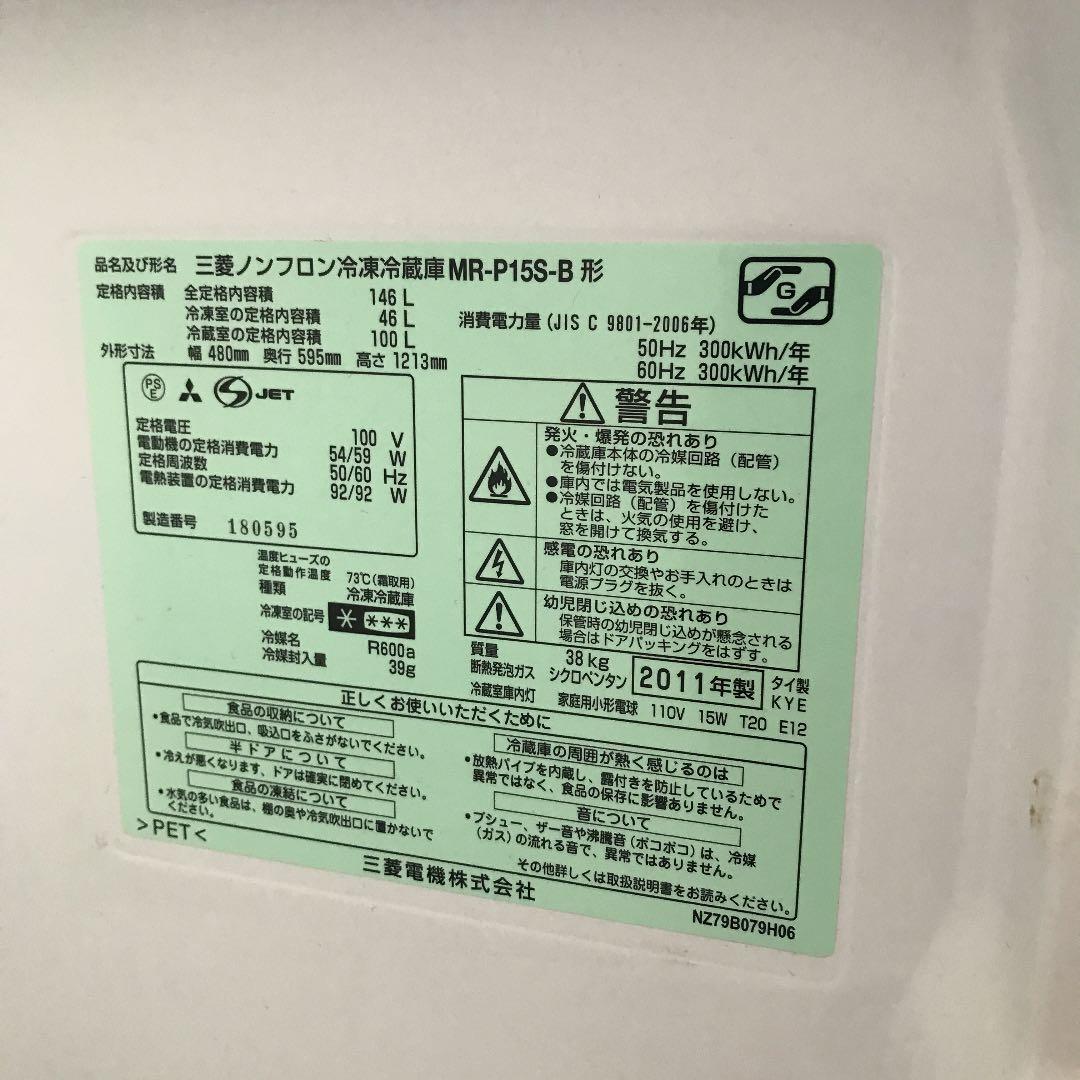 品名及び形名 三菱ノンフロン冷凍冷蔵庫 MR-P15S-B 形
定格内容積 全定格内容積 146 L
冷凍室の定格内容積 46 L
冷蔵室の定格内容積 100 L
外形寸法 幅 480mm 奥行 595mm 高さ 1213mm
G
消費電力量 (JIS C 9801-2006年)
50Hz 300kWh/年
60Hz 300kWh/年
PS E JET
定格電圧 100 V
電動機の定格消費電力 54/59 W
定格周波数 50/60 Hz
電熱装置の定格消費電力 92/92 W
製造番号 180595
温度ヒューズの
定格動作温度 73℃(霜取用)
種類 冷凍冷蔵庫
冷凍室の記号 * ***
冷媒名 R600a
冷媒封入量 39g
警告
発火・爆発の恐れあり
●冷蔵庫本体の冷媒回路(配管)
を傷付けない。
●庫内では電気製品を使用しない。
●冷媒回路(配管)を傷付けた
ときは、火気の使用を避け、
窓を開けて換気する。
感電の恐れあり
庫内灯の交換やお手入れのときは
電源プラグを抜く。
幼児閉じ込めの恐れあり
保管時の幼児閉じ込めが懸念される
場合はドアパッキングをはずす。
質量 38kg
断熱発泡ガス シクロペンタン
2011年製
タイ製
KYE
冷蔵室庫内灯 家庭用小形電球 110V 15W T20 E12
正しくお使いいただくために
食品の収納について
・食品で冷気吹出口、吸込口をふさがないでください。
半ドアについて
・冷えが悪くなります、ドアは確実に閉めてください。
食品の凍結について
・水気の多い食品は、棚の奥や冷気吹出口に置かないで
ください。
冷蔵庫の周囲が熱く感じるのは
・放熱パイプを内蔵し、露付きを防止しているためで
異常ではなく、食品の保存に影響ありません。
音について
・プシュー、ザー音や沸騰音(ポコポコ)は、冷媒
(ガス)の流れる音で、異常ではありません。
その他詳しくは取扱説明書をお読みください。
>PET<
三菱電機株式会社
NZ79B079H06